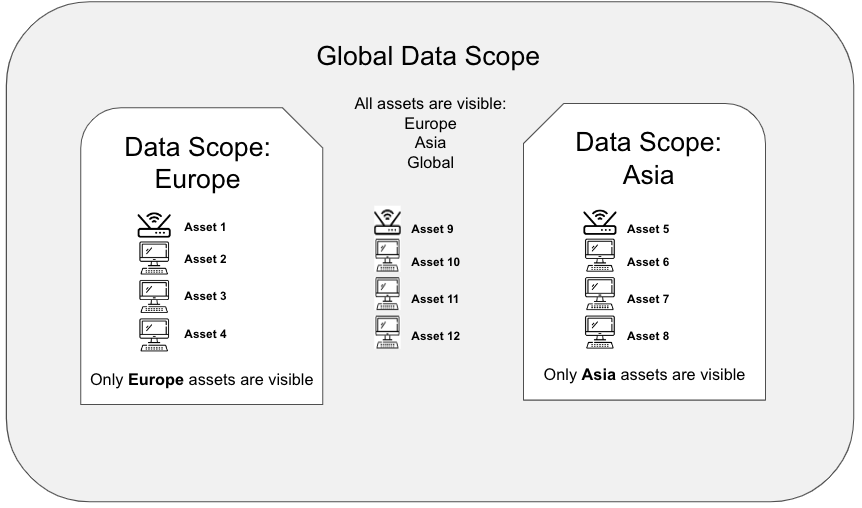 Global Data Scope
All assets are visible:
Europe
Asia
Global
Data Scope:
Europe
Asset 1
Asset 2
Asset 3
Asset 4
Only Europe assets are visible
Asset 9
Asset 10
Asset 11
Asset 12
Data Scope:
Asia
Asset 5
Asset 6
Asset 7
Asset 8
Only Asia assets are visible